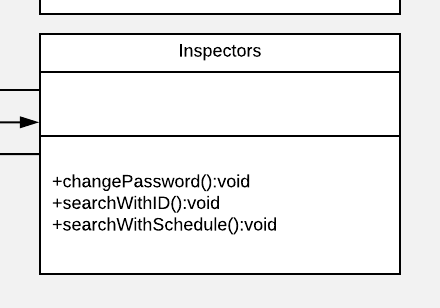 Inspectors
+changePassword():void
+searchWithID():void
+searchWithSchedule():void